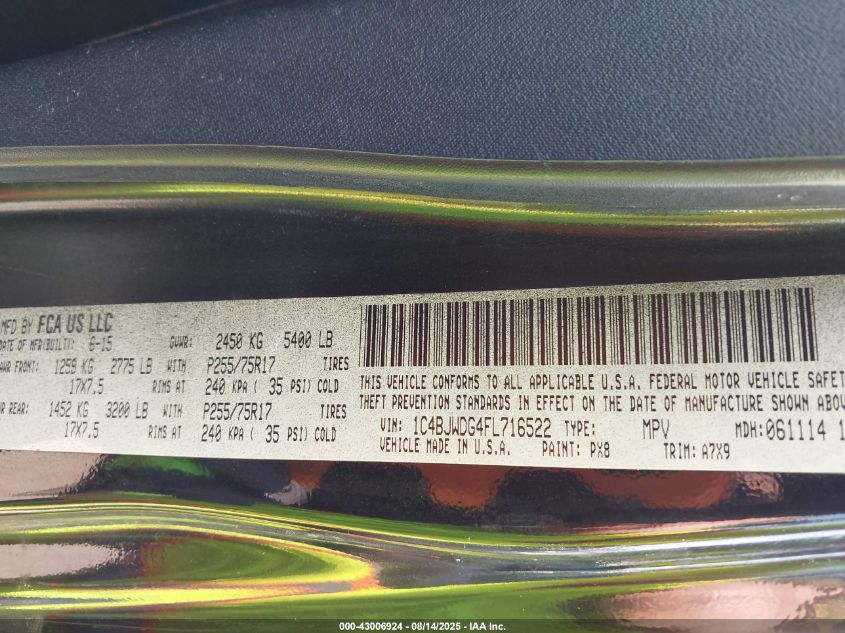 MFD BY FCA US LLC
DATE OF MFR(BUILT): 6-15 GVWR: 2450 KG 5400 LB
FRONT: 1259 KG 2775 LB WITH P255/75R17 TIRES
17X7.5 RIMS AT 240 KPA ( 35 PSI) COLD
REAR: 1452 KG 3200 LB WITH P255/75R17 TIRES
17X7.5 RIMS AT 240 KPA ( 35 PSI) COLD
THIS VEHICLE CONFORMS TO ALL APPLICABLE U.S.A. FEDERAL MOTOR VEHICLE SAFET
THEFT PREVENTION STANDARDS IN EFFECT ON THE DATE OF MANUFACTURE SHOWN ABOV
VIN: 1C4BJWDG4FL716522 TYPE: MPV MDH:061114 1
VEHICLE MADE IN U.S.A. PAINT: PX8 TRIM: A7X9
000-43006924 - 08/14/2025 - IAA Inc.